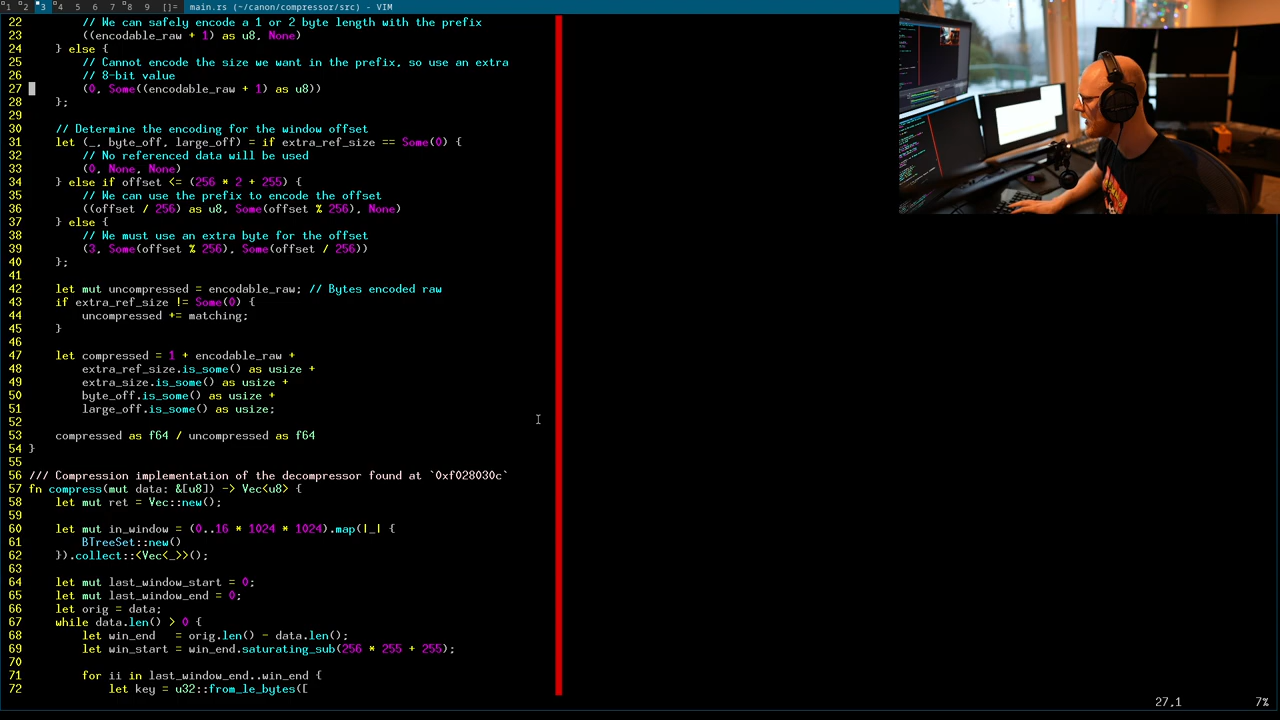 1 2 3 4 5 6 7 8 9 []= main.rs (~/canon/compressor/src) - VIM
22 // We can safely encode a 1 or 2 byte length with the prefix
23 ((encodable_raw + 1) as u8, None)
24 } else {
25 // Cannot encode the size we want in the prefix, so use an extra
26 // 8-bit value
27 (0, Some((encodable_raw + 1) as u8))
28 };
29
30 // Determine the encoding for the window offset
31 let (_, byte_off, large_off) = if extra_ref_size == Some(0) {
32 // No referenced data will be used
33 (0, None, None)
34 } else if offset <= (256 * 2 + 255) {
35 // We can use the prefix to encode the offset
36 ((offset / 256) as u8, Some(offset % 256), None)
37 } else {
38 // We must use an extra byte for the offset
39 (3, Some(offset % 256), Some(offset / 256))
40 };
41
42 let mut uncompressed = encodable_raw; // Bytes encoded raw
43 if extra_ref_size != Some(0) {
44 uncompressed += matching;
45 }
46
47 let compressed = 1 + encodable_raw +
48 extra_ref_size.is_some() as usize +
49 extra_size.is_some() as usize +
50 byte_off.is_some() as usize +
51 large_off.is_some() as usize;
52
53 compressed as f64 / uncompressed as f64
54 }
55
56 /// Compression implementation of the decompressor found at `0xf028030c`
57 fn compress(mut data: &[u8]) -> Vec<u8> {
58 let mut ret = Vec::new();
59
60 let mut in_window = (0..16 * 1024 * 1024).map(|_| {
61 BTreeSet::new()
62 }).collect::<Vec<_>>();
63
64 let mut last_window_start = 0;
65 let mut last_window_end = 0;
66 let orig = data;
67 while data.len() > 0 {
68 let win_end = orig.len() - data.len();
69 let win_start = win_end.saturating_sub(256 * 255 + 255);
70
71 for ii in last_window_end..win_end {
72 let key = u32::from_le_bytes([
27,1 7%